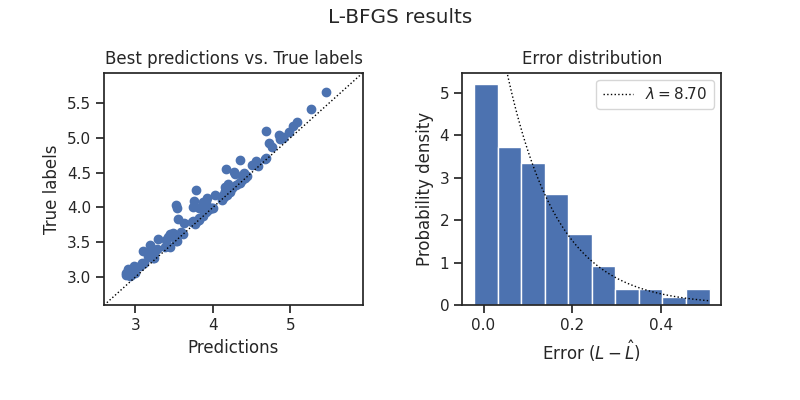 L-BFGS results
Best predictions vs. True labels
True labels
5.5
5.0
4.5
4.0
3.5
3.0
3 4 5
Predictions
Error distribution
Probability density
5
4
3
2
1
0
λ = 8.70
0.0 0.2 0.4
Error (L − L̂)